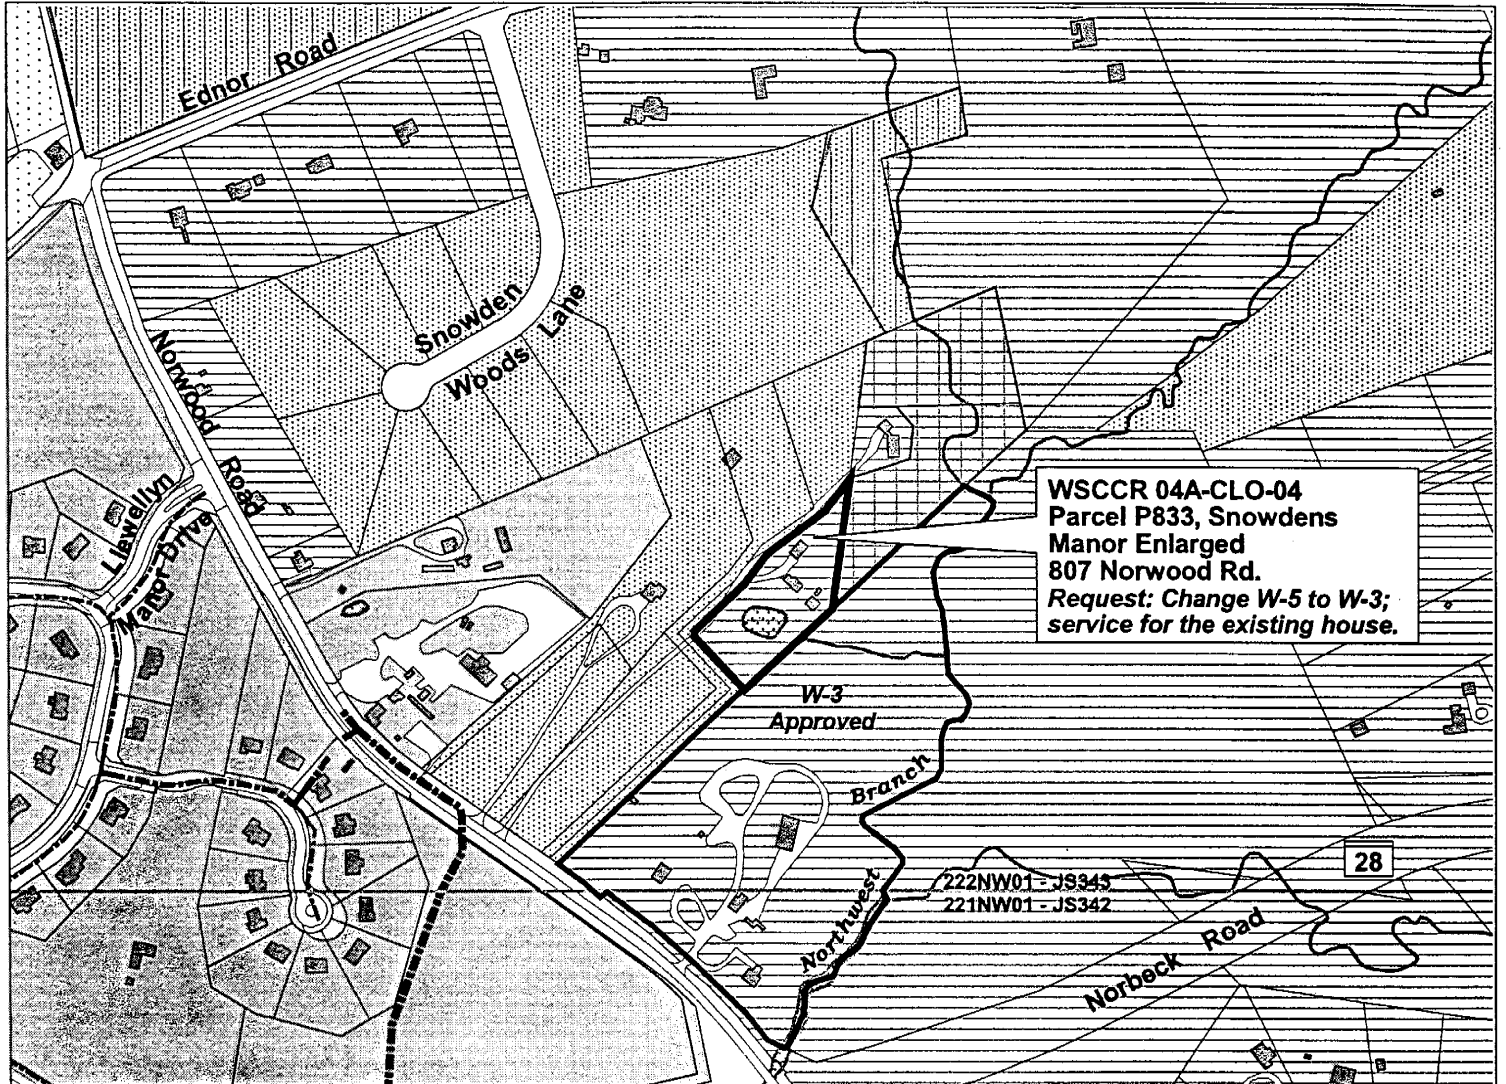 Ednor Road
Snowden
Woods Lane
Norwood
Road
Llewellyn
Manor Drive
WSCCR 04A-CLO-04
Parcel P833, Snowdens
Manor Enlarged
807 Norwood Rd.
Request: Change W-5 to W-3;
service for the existing house.
W-3
Approved
Branch
Northwest
28
222NW01 - JS343
221NW01 - JS342
Norbeck Road